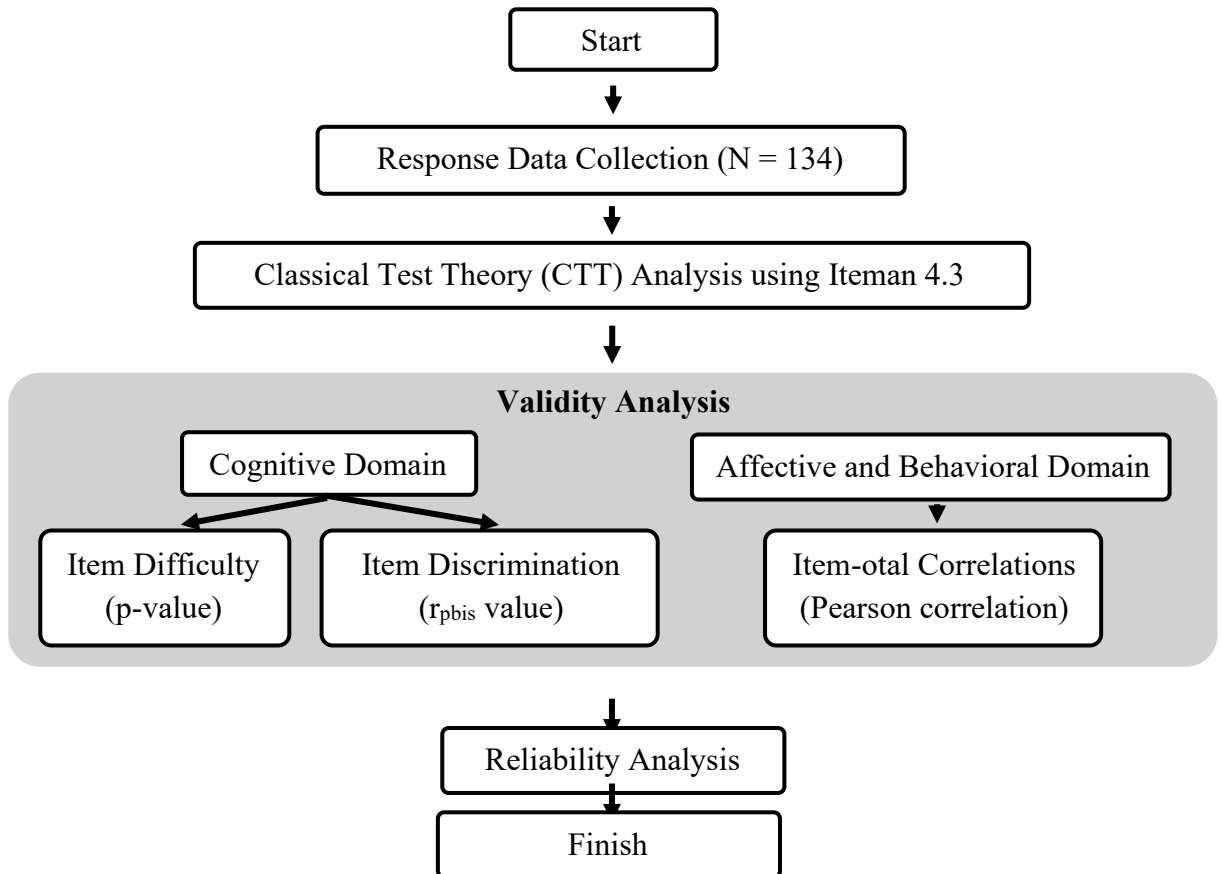 Start
Response Data Collection (N = 134)
Classical Test Theory (CTT) Analysis using Iteman 4.3
Validity Analysis
Cognitive Domain
Affective and Behavioral Domain
Item Difficulty
(p-value)
Item Discrimination
(rpbis value)
Item-otal Correlations
(Pearson correlation)
Reliability Analysis
Finish